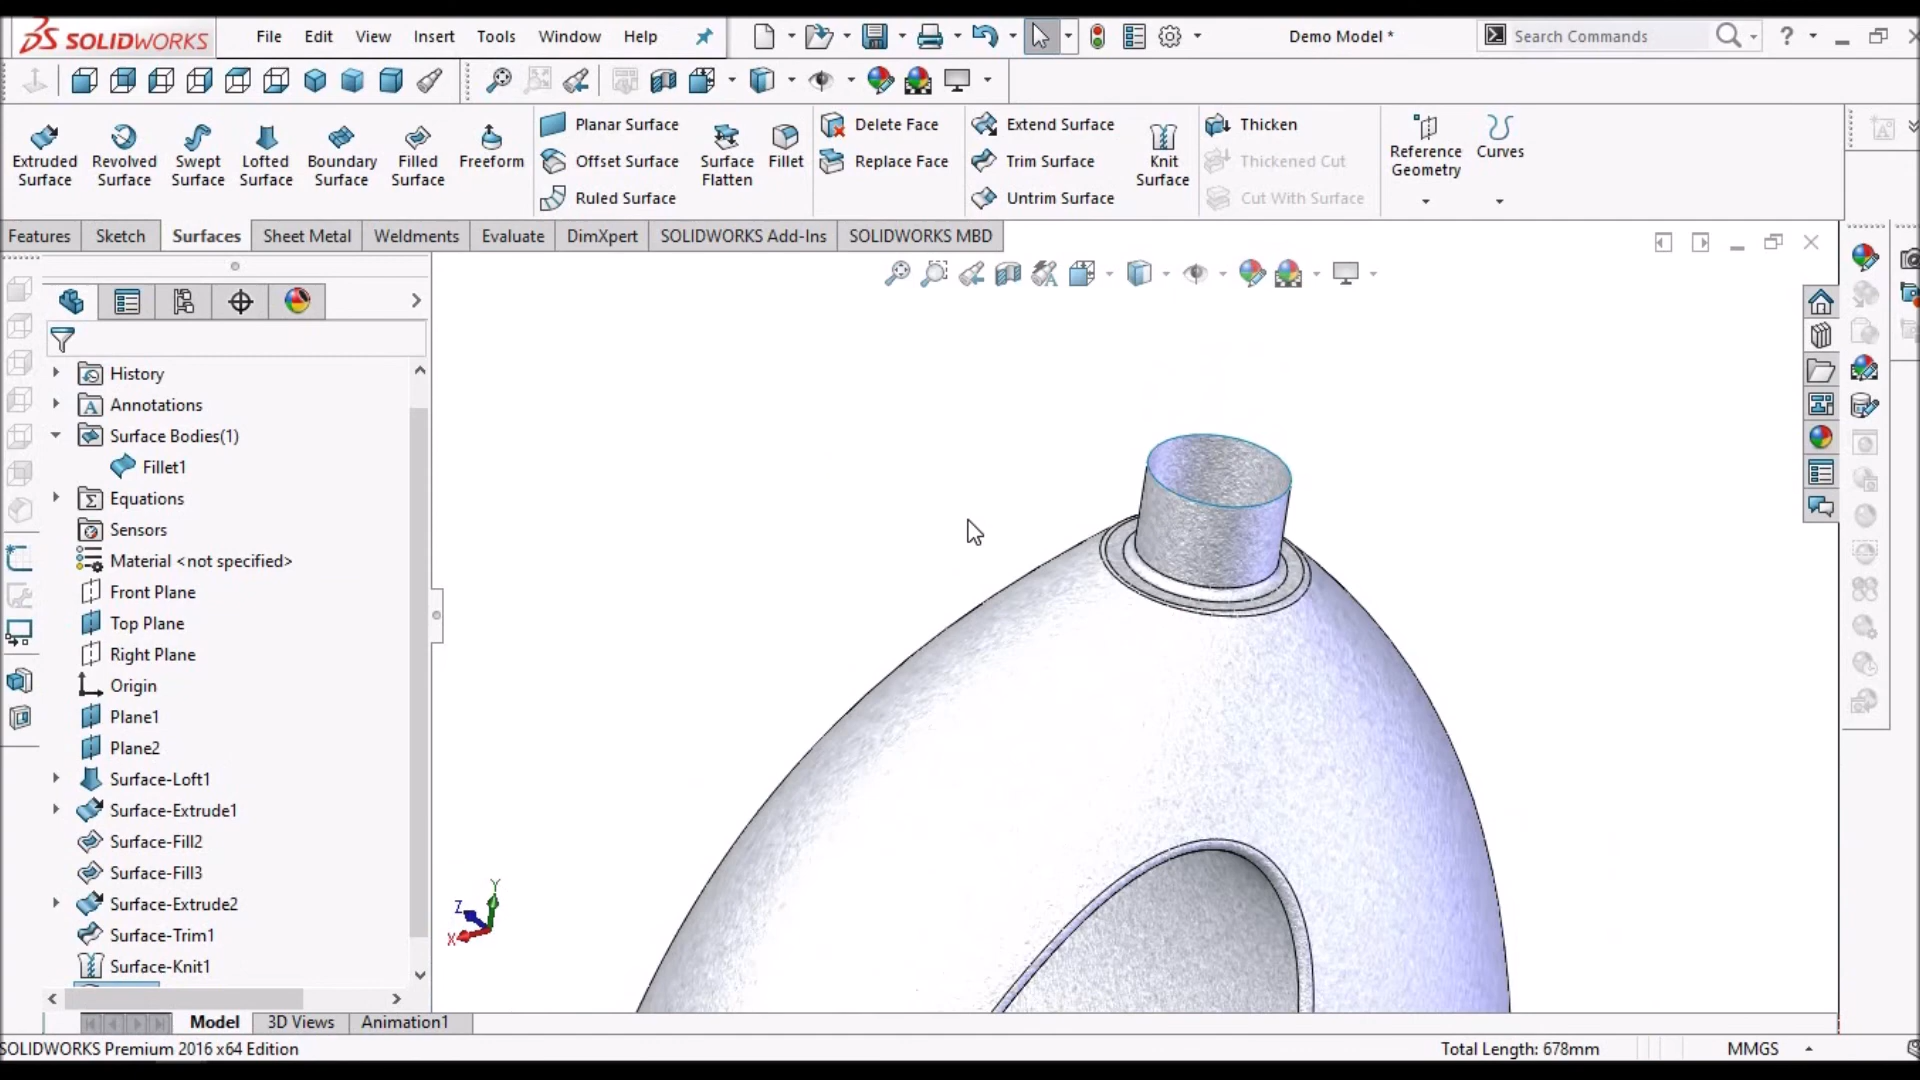 SOLIDWORKS File Edit View Insert Tools Window Help Demo Model * Search Commands ?
Extruded Surface
Revolved Surface
Swept Surface
Lofted Surface
Boundary Surface
Filled Surface
Freeform
Planar Surface
Offset Surface
Ruled Surface
Surface Flatten
Fillet
Delete Face
Replace Face
Extend Surface
Trim Surface
Untrim Surface
Knit Surface
Thicken
Thickened Cut
Cut With Surface
Reference Geometry
Curves
Features Sketch Surfaces Sheet Metal Weldments Evaluate DimXpert SOLIDWORKS Add-Ins SOLIDWORKS MBD
History
Annotations
Surface Bodies(1)
Fillet1
Equations
Sensors
Material <not specified>
Front Plane
Top Plane
Right Plane
Origin
Plane1
Plane2
Surface-Loft1
Surface-Extrude1
Surface-Fill2
Surface-Fill3
Surface-Extrude2
Surface-Trim1
Surface-Knit1
Y
Z
X
Model 3D Views Animation1
SOLIDWORKS Premium 2016 x64 Edition Total Length: 678mm MMGS